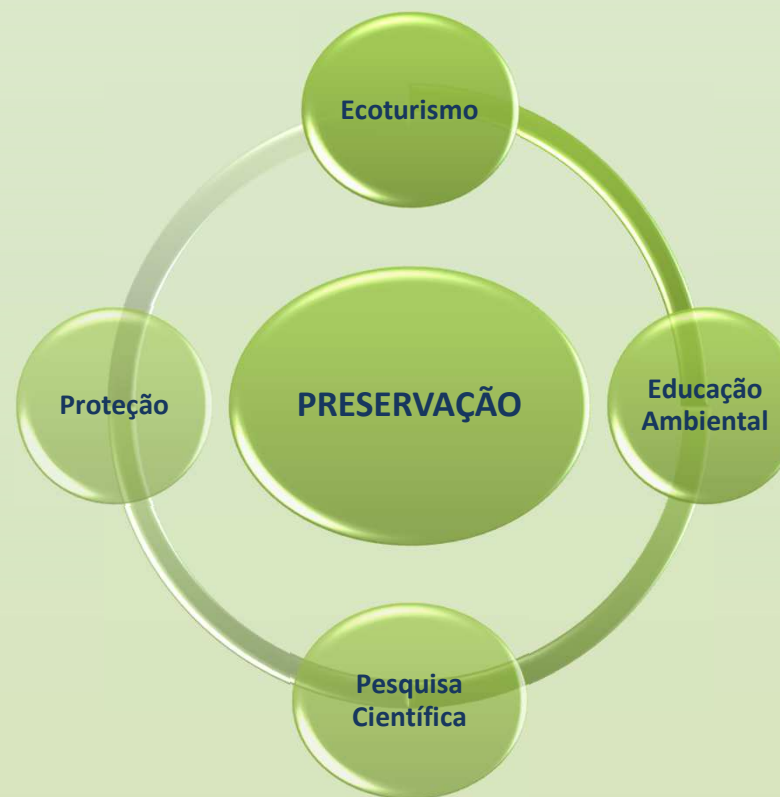 Ecoturismo
Proteção
PRESERVAÇÃO
Educação
Ambiental
Pesquisa
Científica